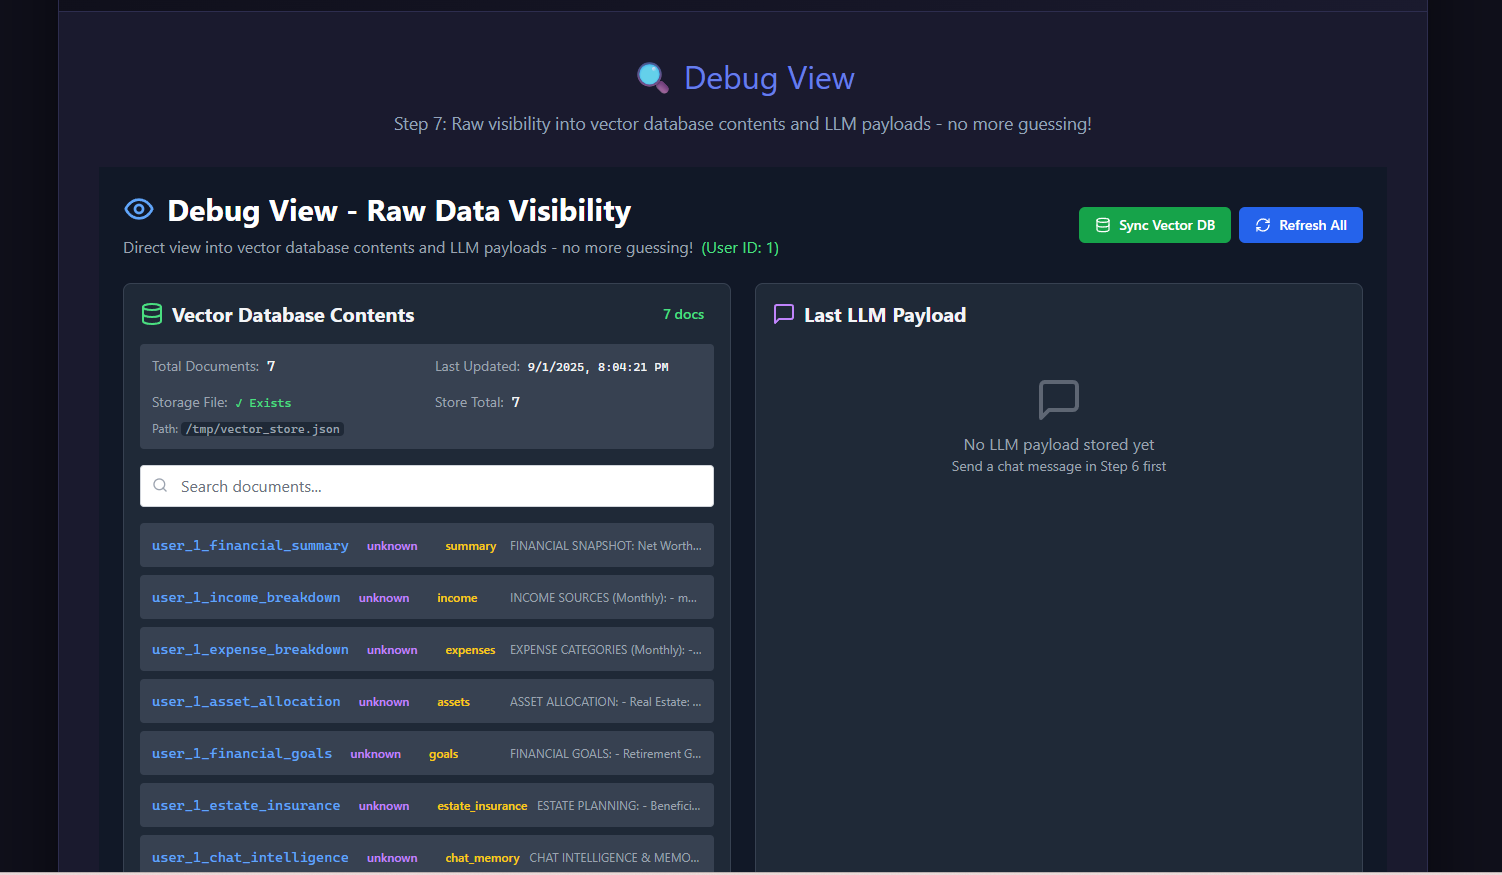 Debug View
Step 7: Raw visibility into vector database contents and LLM payloads - no more guessing!
Debug View - Raw Data Visibility
Direct view into vector database contents and LLM payloads - no more guessing! (User ID: 1)
Sync Vector DB
Refresh All
Vector Database Contents
7 docs
Total Documents: 7
Last Updated: 9/1/2025, 8:04:21 PM
Storage File: ✓ Exists
Store Total: 7
Path: /tmp/vector_store.json
Search documents...
user_1_financial_summary unknown summary FINANCIAL SNAPSHOT: Net Worth...
user_1_income_breakdown unknown income INCOME SOURCES (Monthly): - m...
user_1_expense_breakdown unknown expenses EXPENSE CATEGORIES (Monthly): -...
user_1_asset_allocation unknown assets ASSET ALLOCATION: - Real Estate: ...
user_1_financial_goals unknown goals FINANCIAL GOALS: - Retirement G...
user_1_estate_insurance unknown estate_insurance ESTATE PLANNING: - Benefici...
user_1_chat_intelligence unknown chat_memory CHAT INTELLIGENCE & MEMO...
Last LLM Payload
No LLM payload stored yet
Send a chat message in Step 6 first